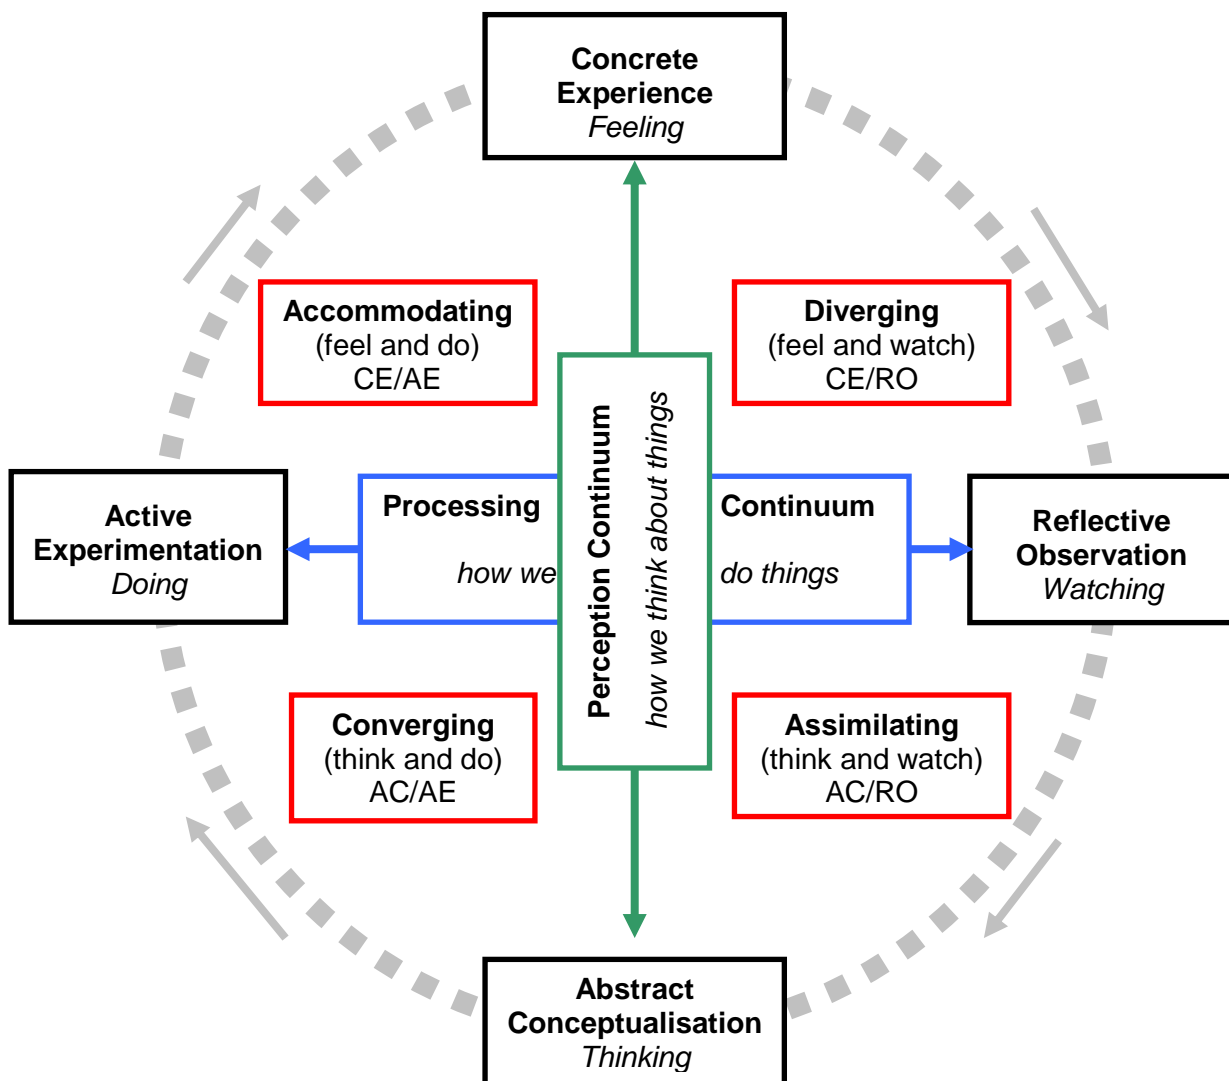 Concrete
Experience
Feeling
Accommodating
(feel and do)
CE/AE
Diverging
(feel and watch)
CE/RO
Perception Continuum
how we think about things
Active
Experimentation
Doing
Processing Continuum
how we do things
Reflective
Observation
Watching
Converging
(think and do)
AC/AE
Assimilating
(think and watch)
AC/RO
Abstract
Conceptualisation
Thinking